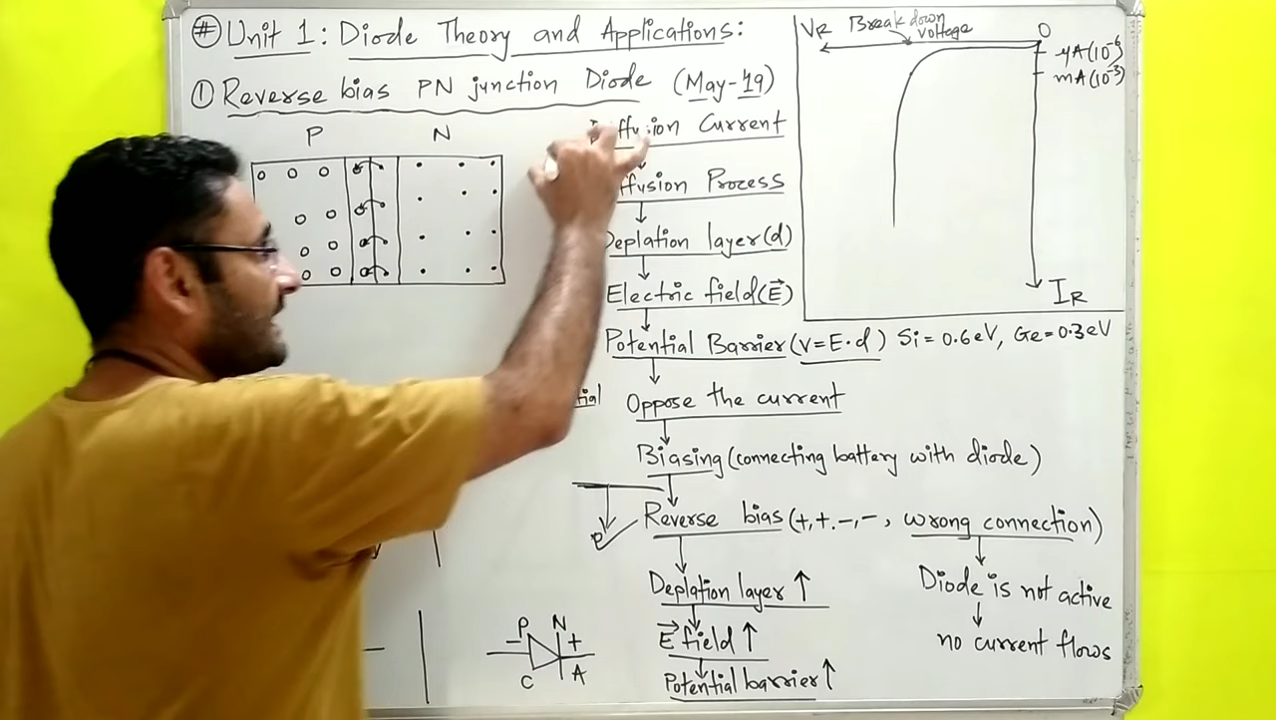 # Unit 1: Diode Theory and Applications:
① Reverse bias PN junction Diode (May-19)
P N
Current
Process
Deplation layer(d)
Electric field(E⃗)
Potential Barrier (V=E·d) Si = 0.6eV, Ge = 0.3eV
Oppose the current
Biasing (connecting battery with diode)
Reverse bias (+,+.-,-, wrong connection)
Deplation layer ↑
E⃗ field ↑
Potential barrier ↑
Diode is not active
no current flows
- P N +
C A
VR Breakdown voltage O
μA(10⁻⁶)
mA(10⁻³)
IR